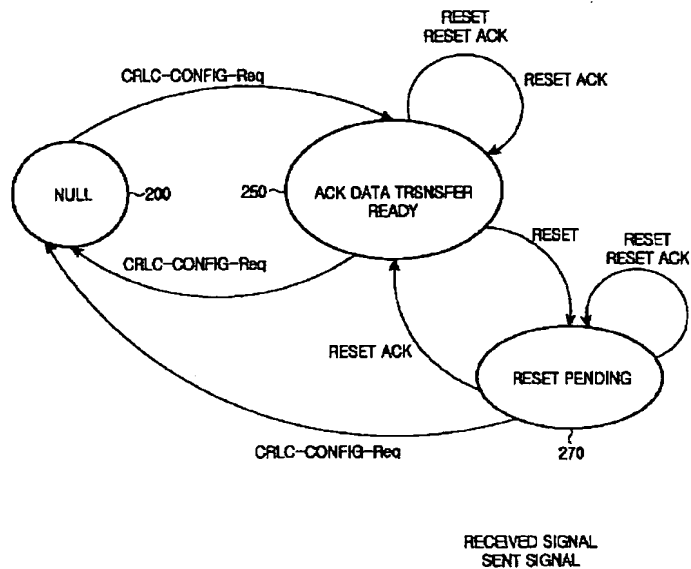 RESET
RESET ACK
CRLC-CONFIG-Req
RESET ACK
NULL
200
250
ACK DATA TRSNSFER
READY
RESET
RESET
RESET ACK
CRLC-CONFIG-Req
RESET ACK
RESET PENDING
CRLC-CONFIG-Req
270
RECEIVED SIGNAL
SENT SIGNAL